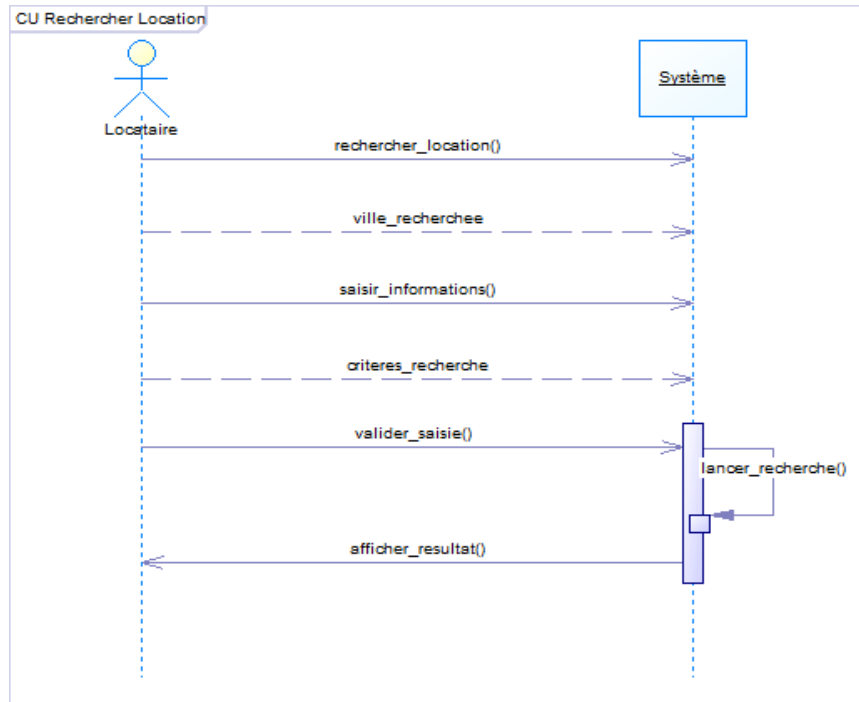 CU Rechercher Location
Système
Locataire
rechercher_location()
ville_recherchee
saisir_informations()
criteres_recherche
valider_saisie()
lancer_recherche()
afficher_resultat()